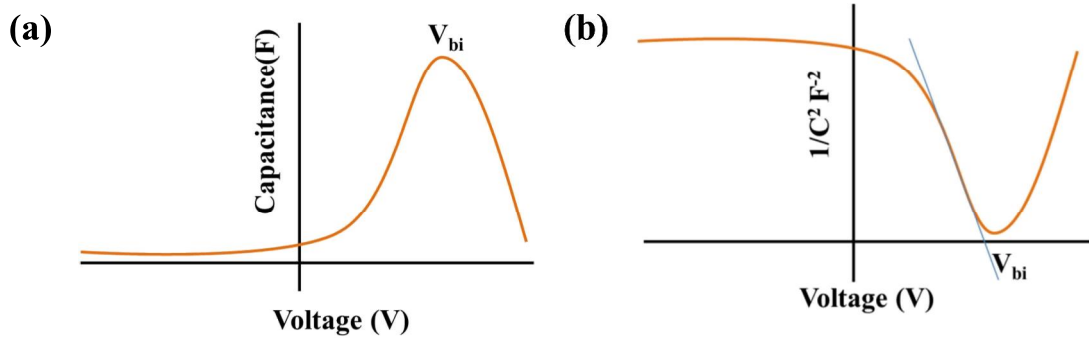 (a)
V_bi
Capacitance(F)
Voltage (V)
(b)
1/C² F⁻²
V_bi
Voltage (V)